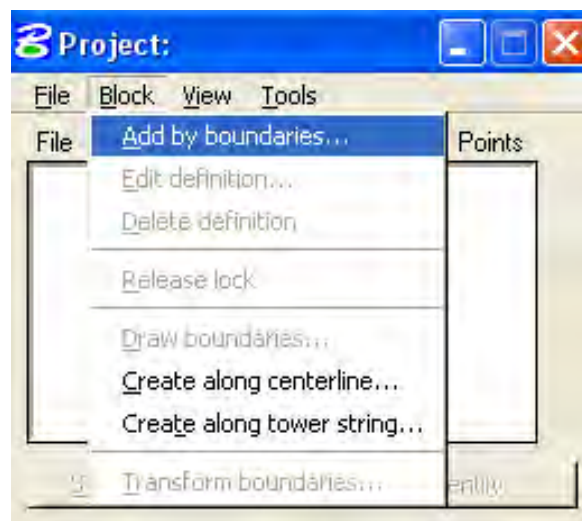 Project:
File Block View Tools
File Points
Add by boundaries...
Edit definition...
Delete definition
Release lock
Draw boundaries...
Create along centerline...
Create along tower string...
Transform boundaries...